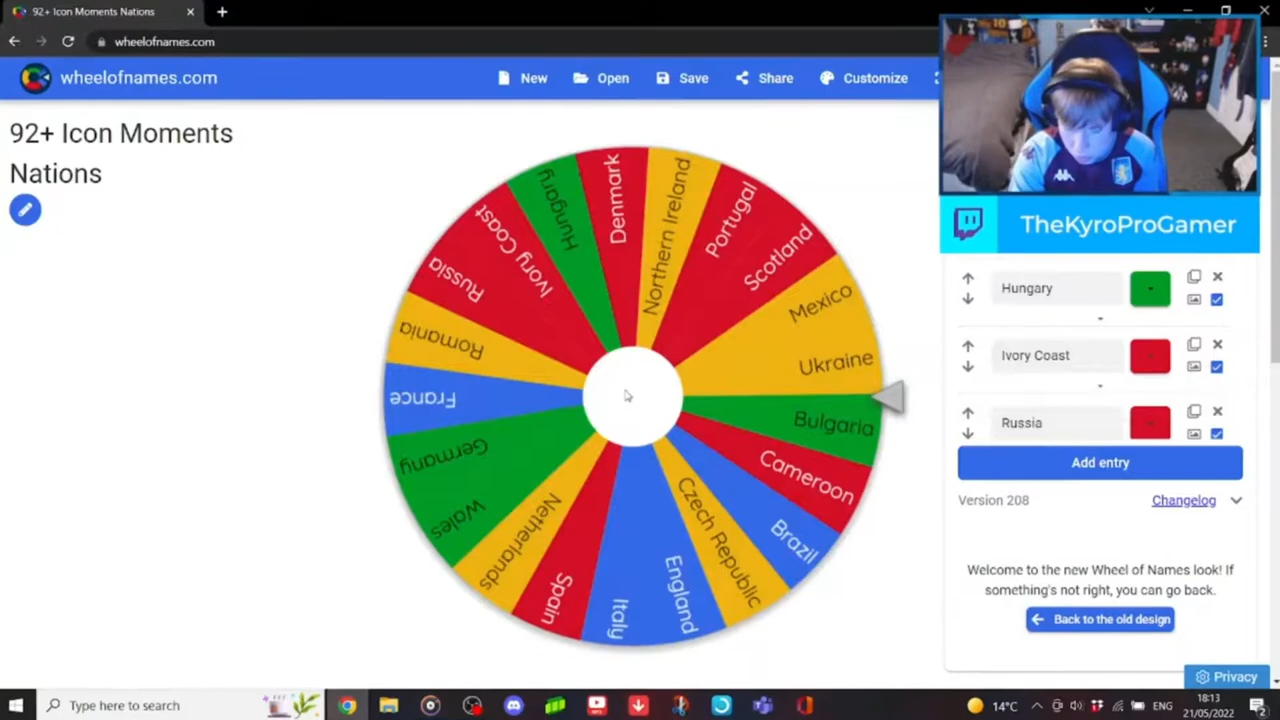 92+ Icon Moments Nations
wheelofnames.com
wheelofnames.com
New
Open
Save
Share
Customize
92+ Icon Moments
Nations
Hungary
Denmark
Northern Ireland
Portugal
Scotland
Mexico
Ukraine
Bulgaria
Cameroon
Brazil
Czech Republic
England
Italy
Spain
Netherlands
Wales
Germany
France
Romania
Russia
Ivory Coast
TheKyroProGamer
Hungary
Ivory Coast
Russia
Add entry
Version 208
Changelog
Welcome to the new Wheel of Names look! If
something's not right, you can go back.
Back to the old design
Privacy
Type here to search
14°C
ENG
18:13
21/05/2022
2